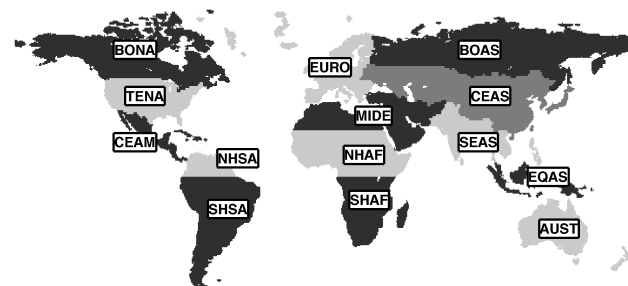 BONA
BOAS
EURO
TENA
CEAS
MIDE
CEAM
SEAS
NHSA
NHAF
EQAS
SHSA
SHAF
AUST